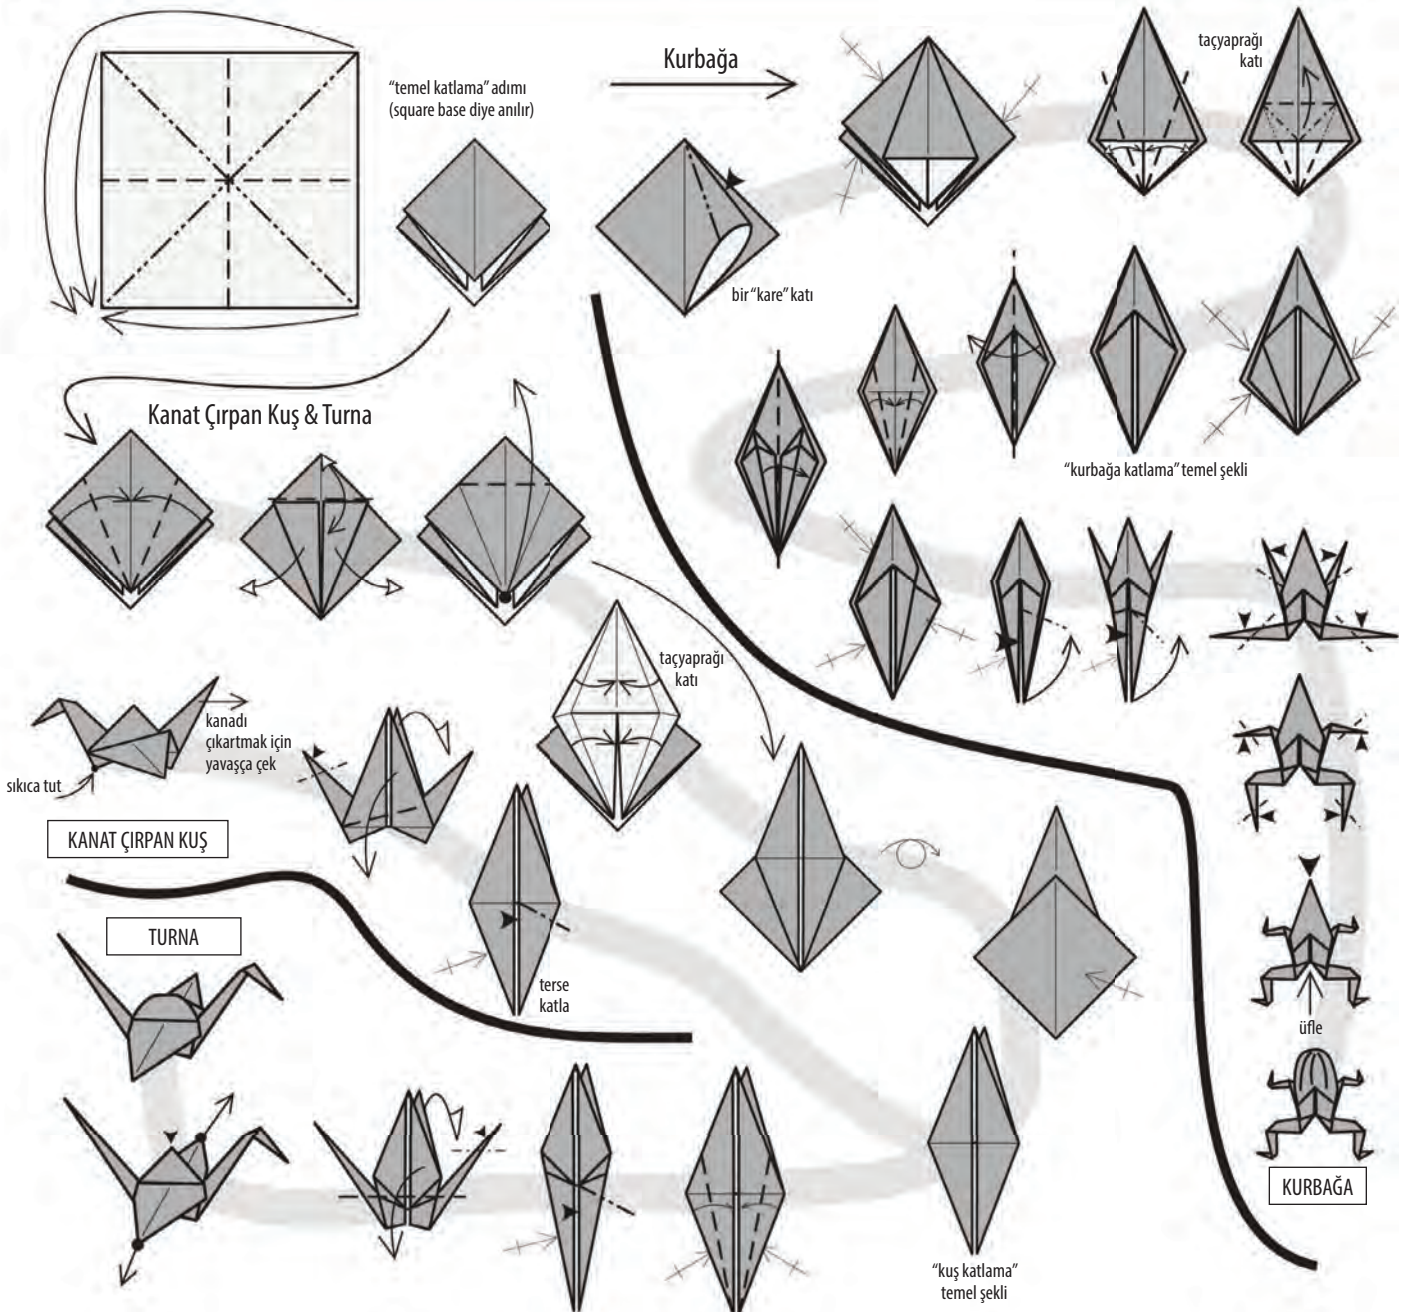 "temel katlama" adımı
(square base diye anılır)
Kurbağa
taçyaprağı
katı
bir "kare" katı
"kurbağa katlama" temel şekli
Kanat Çırpan Kuş & Turna
taçyaprağı
katı
kanadı
çıkartmak için
yavaşça çek
sıkıca tut
KANAT ÇIRPAN KUŞ
terse
katla
TURNA
"kuş katlama"
temel şekli
üfle
KURBAĞA